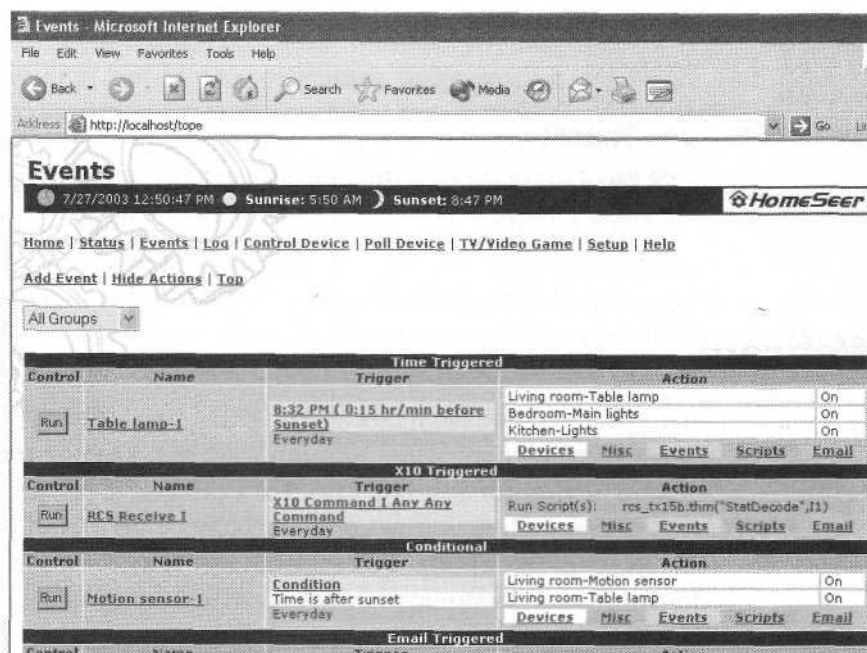 Events - Microsoft Internet Explorer
File Edit View Favorites Tools Help
Back Search Favorites Media
Address http://localhost/tope Go
Events
7/27/2003 12:50:47 PM Sunrise: 5:50 AM Sunset: 8:47 PM HomeSeer
Home | Status | Events | Log | Control Device | Poll Device | TV/Video Game | Setup | Help
Add Event | Hide Actions | Top
All Groups
Time Triggered
Control Name Trigger Action
Run Table lamp-1 8:32 PM ( 0:15 hr/min before Sunset) Everyday
Living room-Table lamp On
Bedroom-Main lights On
Kitchen-Lights On
Devices Misc Events Scripts Email
X10 Triggered
Control Name Trigger Action
Run RCS Receive I X10 Command I Any Any Command Everyday
Run Script(s): rcs_tx15b.thm("StatDecode",I1)
Devices Misc Events Scripts Email
Conditional
Control Name Trigger Action
Run Motion sensor-1 Condition Time is after sunset Everyday
Living room-Motion sensor On
Living room-Table lamp On
Devices Misc Events Scripts Email
Email Triggered
Control Name Trigger Action